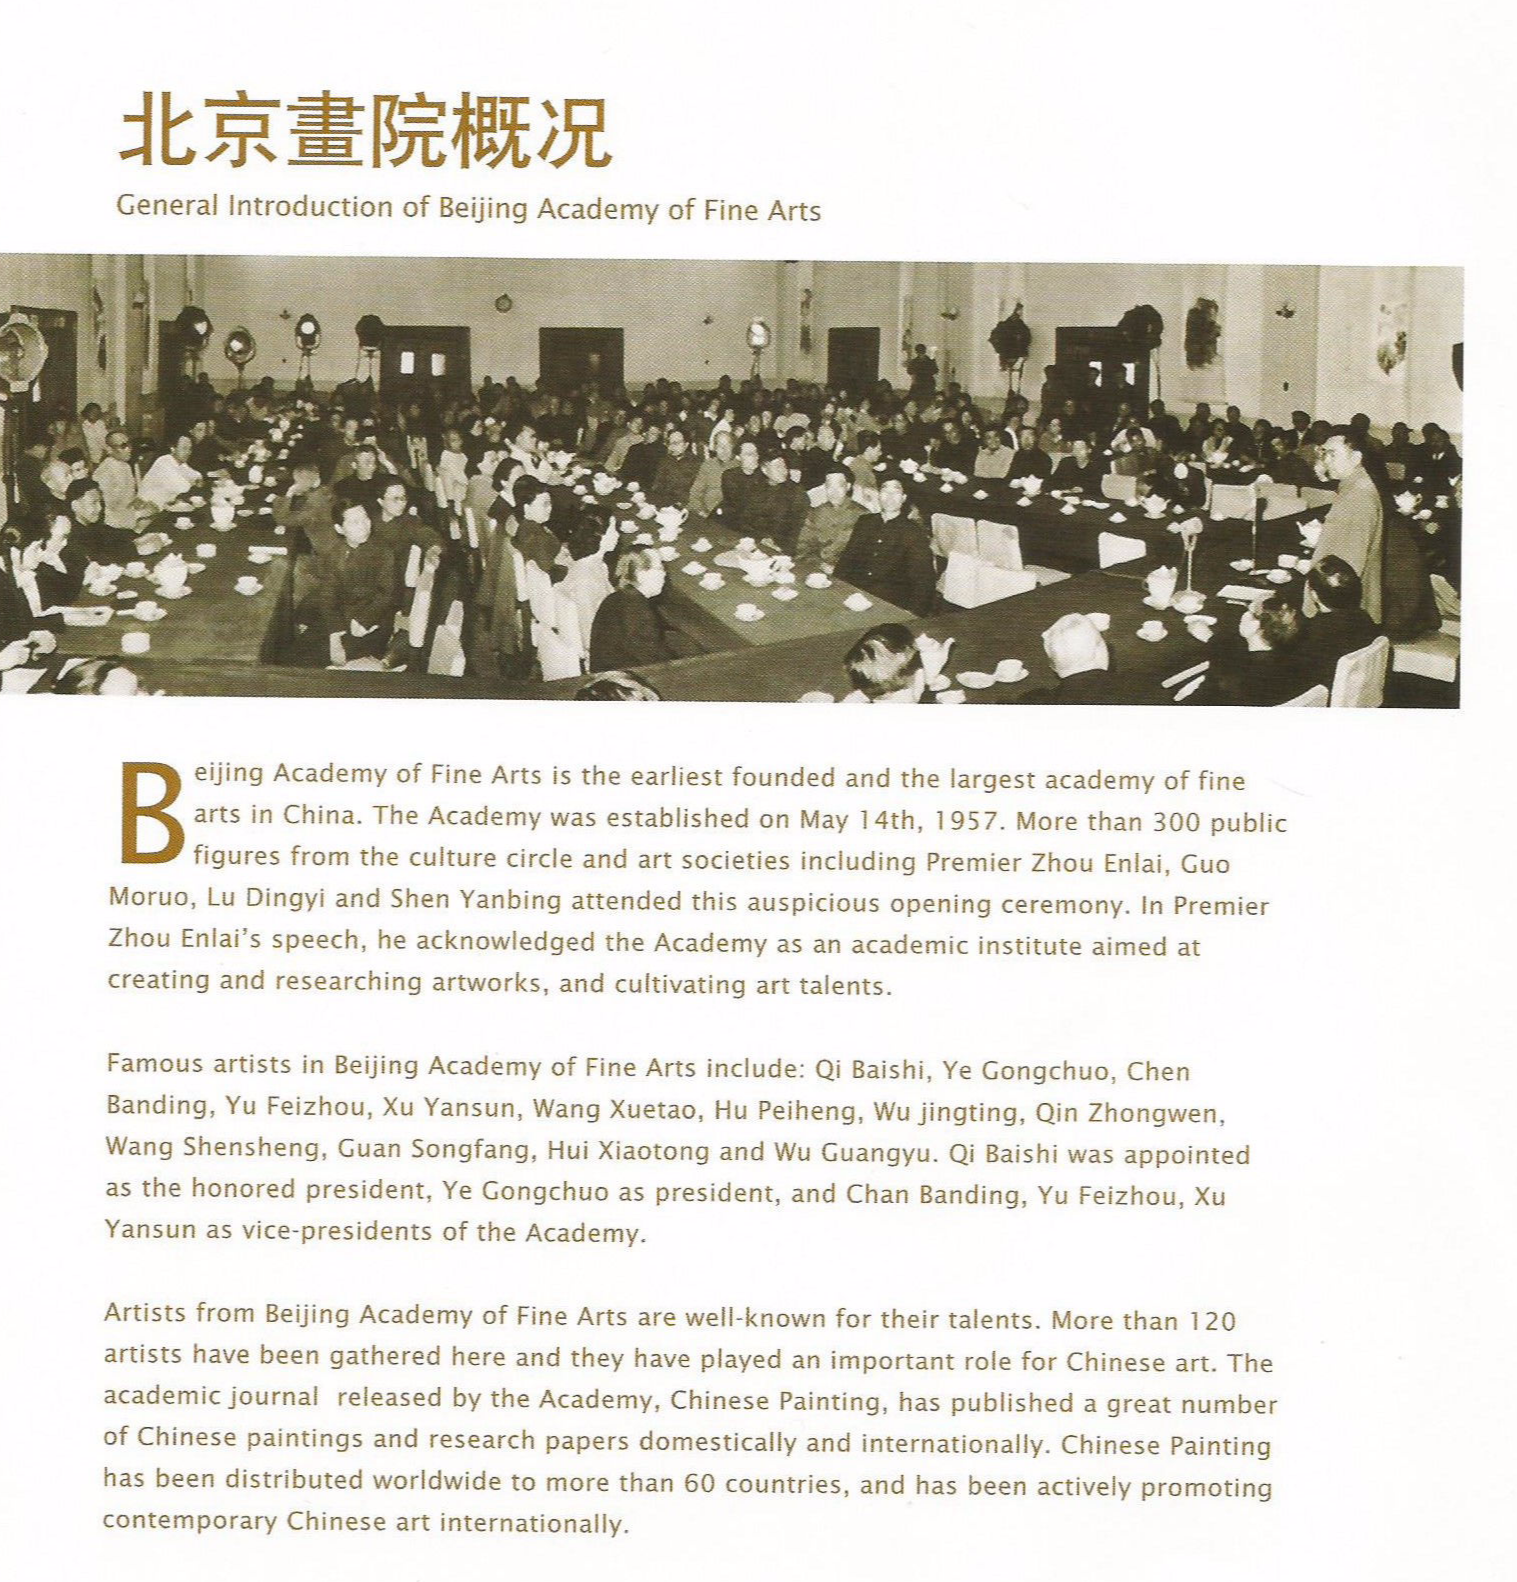 北京畫院概况
General Introduction of Beijing Academy of Fine Arts
Beijing Academy of Fine Arts is the earliest founded and the largest academy of fine
arts in China. The Academy was established on May 14th, 1957. More than 300 public
figures from the culture circle and art societies including Premier Zhou Enlai, Guo
Moruo, Lu Dingyi and Shen Yanbing attended this auspicious opening ceremony. In Premier
Zhou Enlai’s speech, he acknowledged the Academy as an academic institute aimed at
creating and researching artworks, and cultivating art talents.
Famous artists in Beijing Academy of Fine Arts include: Qi Baishi, Ye Gongchuo, Chen
Banding, Yu Feizhou, Xu Yansun, Wang Xuetao, Hu Peiheng, Wu jingting, Qin Zhongwen,
Wang Shensheng, Guan Songfang, Hui Xiaotong and Wu Guangyu. Qi Baishi was appointed
as the honored president, Ye Gongchuo as president, and Chan Banding, Yu Feizhou, Xu
Yansun as vice-presidents of the Academy.
Artists from Beijing Academy of Fine Arts are well-known for their talents. More than 120
artists have been gathered here and they have played an important role for Chinese art. The
academic journal released by the Academy, Chinese Painting, has published a great number
of Chinese paintings and research papers domestically and internationally. Chinese Painting
has been distributed worldwide to more than 60 countries, and has been actively promoting
contemporary Chinese art internationally.